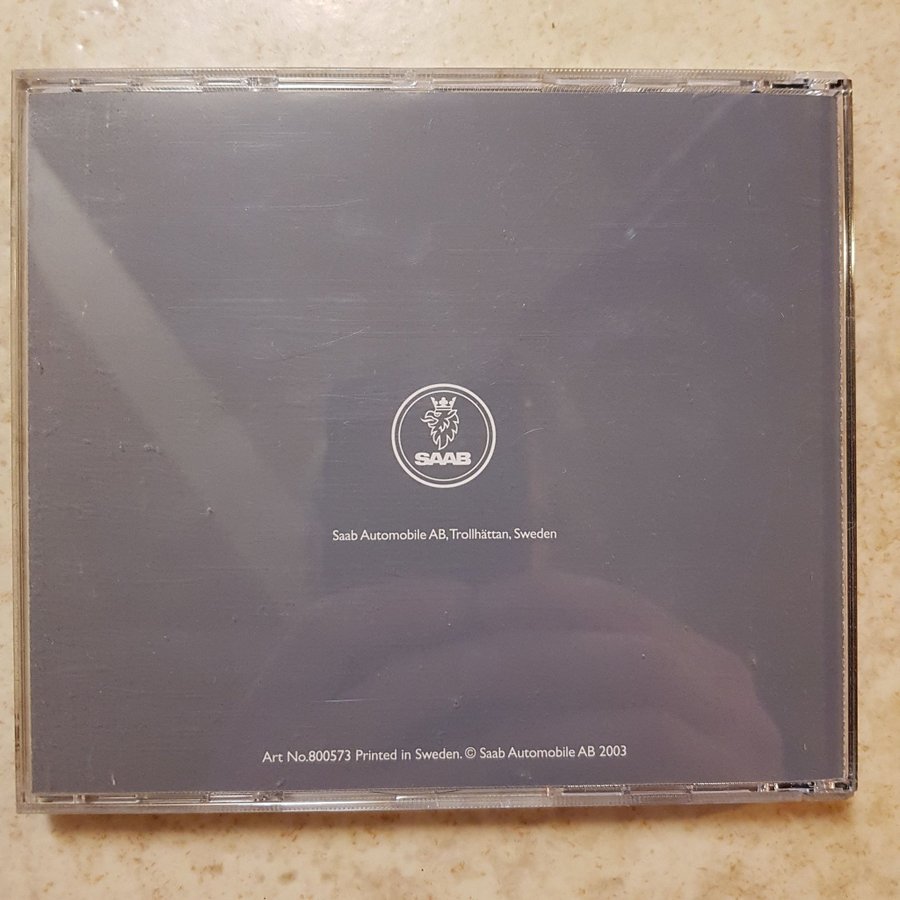 SAAB
Saab Automobile AB, Trollhättan, Sweden
Art No.800573 Printed in Sweden. © Saab Automobile AB 2003